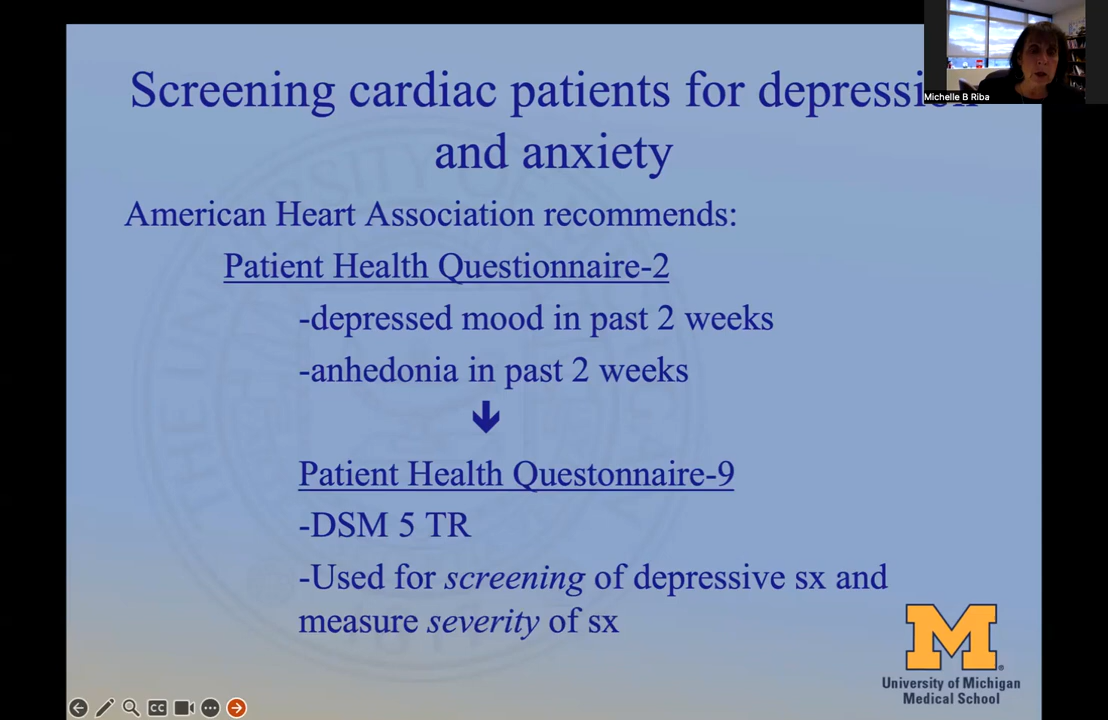 Screening cardiac patients for depression
and anxiety
American Heart Association recommends:
Patient Health Questionnaire-2
-depressed mood in past 2 weeks
-anhedonia in past 2 weeks
Patient Health Questonnaire-9
-DSM 5 TR
-Used for screening of depressive sx and
measure severity of sx
Michelle B Riba
M
University of Michigan
Medical School
CC